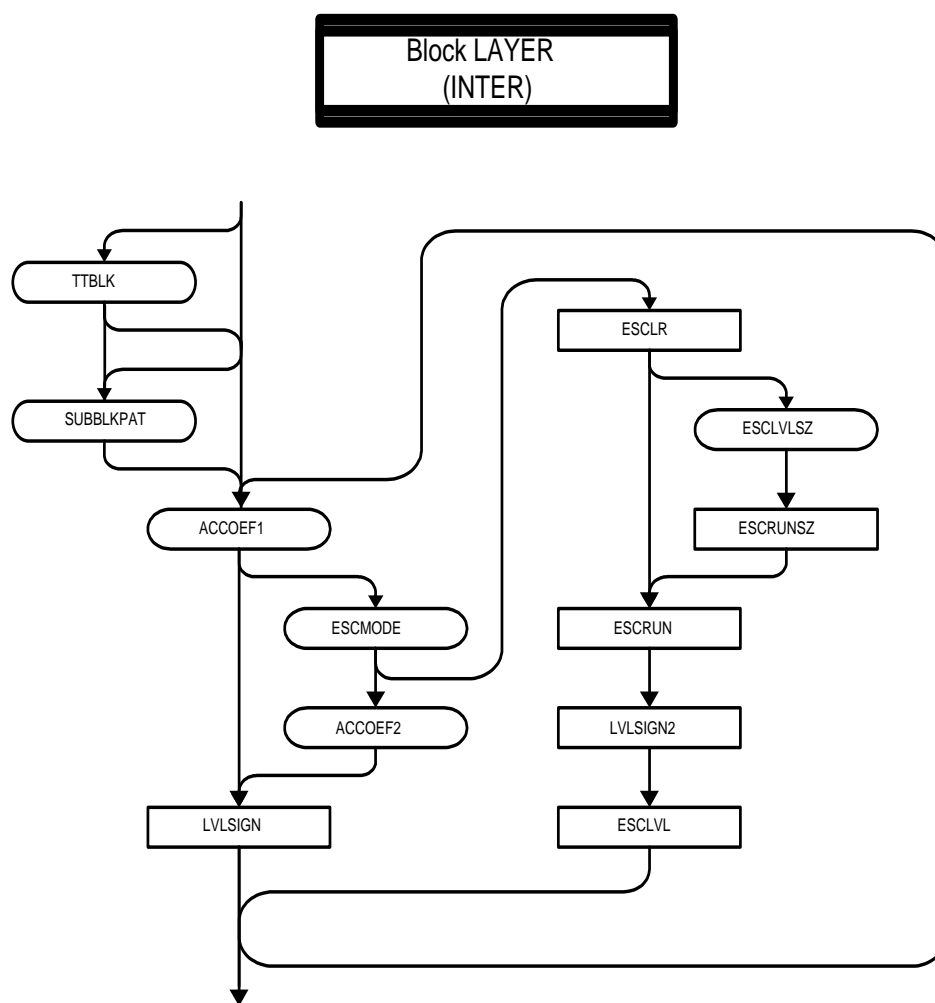 Block LAYER
(INTER)
TTBLK
ESCLR
SUBBLKPAT
ESCLVLSZ
ACCOEF1
ESCRUNSZ
ESCMODE
ESCRUN
ACCOEF2
LVLSIGN2
LVLSIGN
ESCLVL